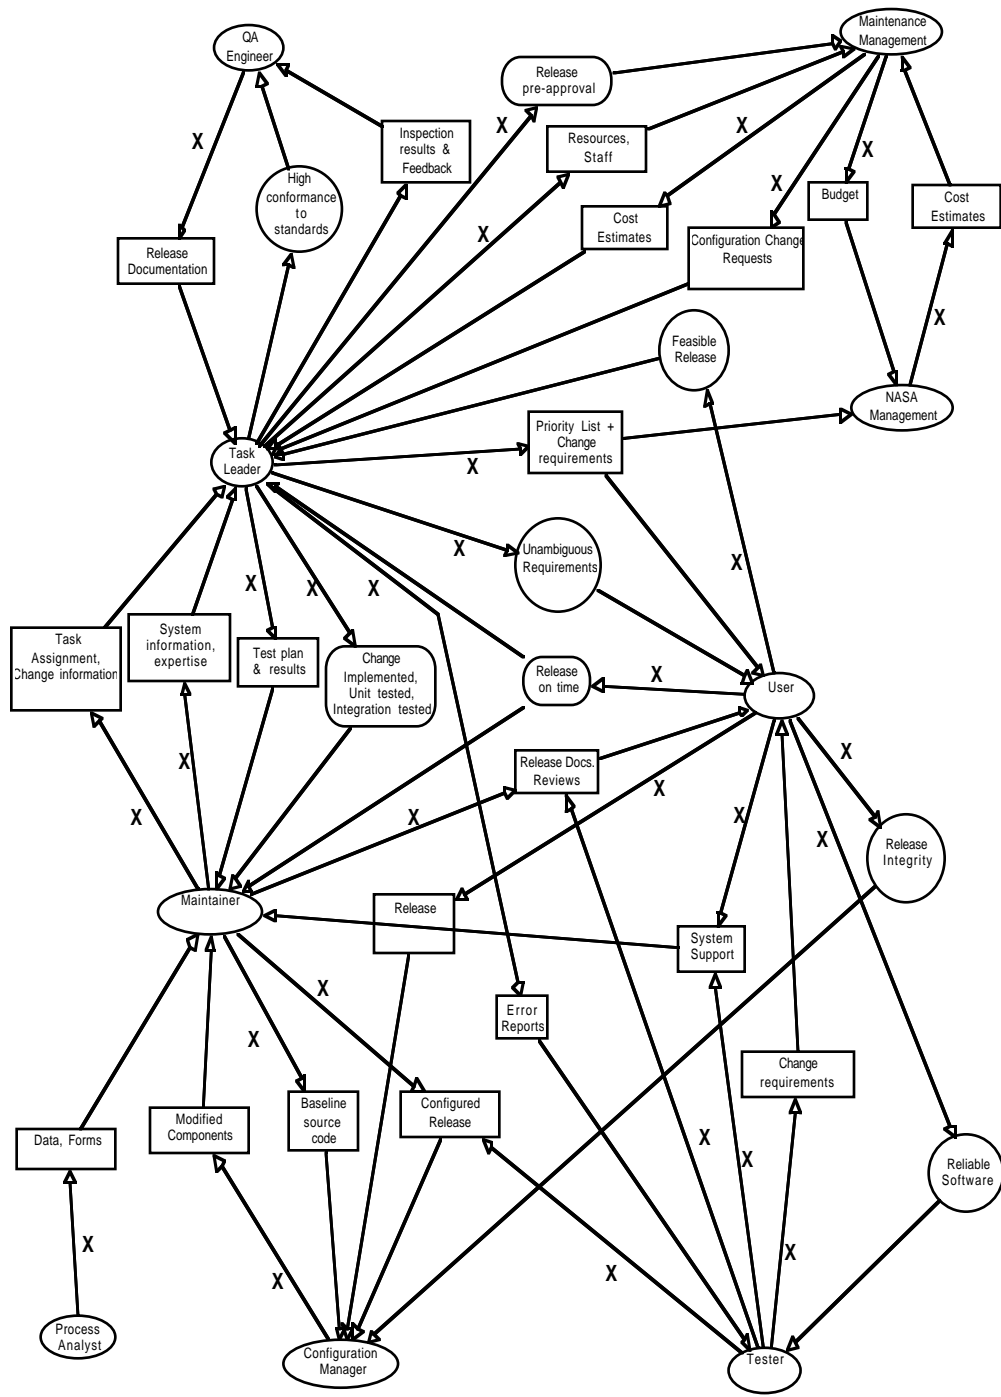 QA
Engineer
Maintenance
Management
Release
pre-approval
X
X
Inspection
results &
Feedback
Resources,
Staff
X
X
X
High
conformance
to
standards
Budget
Cost
Estimates
Cost
Estimates
X
Configuration Change
Requests
Release
Documentation
X
Feasible
Release
NASA
Management
Task
Leader
Priority List +
Change
requirements
X
X
Unambiguous
Requirements
X
X
X
X
Task
Assignment,
Change information
System
information,
expertise
Test plan
& results
Change
Implemented,
Unit tested,
Integration tested
Release
on time
X
User
X
X
Release Docs.
Reviews
X
X
X
X
X
Release
Integrity
Maintainer
Release
System
Support
X
X
Error
Reports
Change
requirements
Data, Forms
Modified
Components
Baseline
source
code
Configured
Release
X
X
Reliable
Software
X
X
X
X
Process
Analyst
Configuration
Manager
Tester